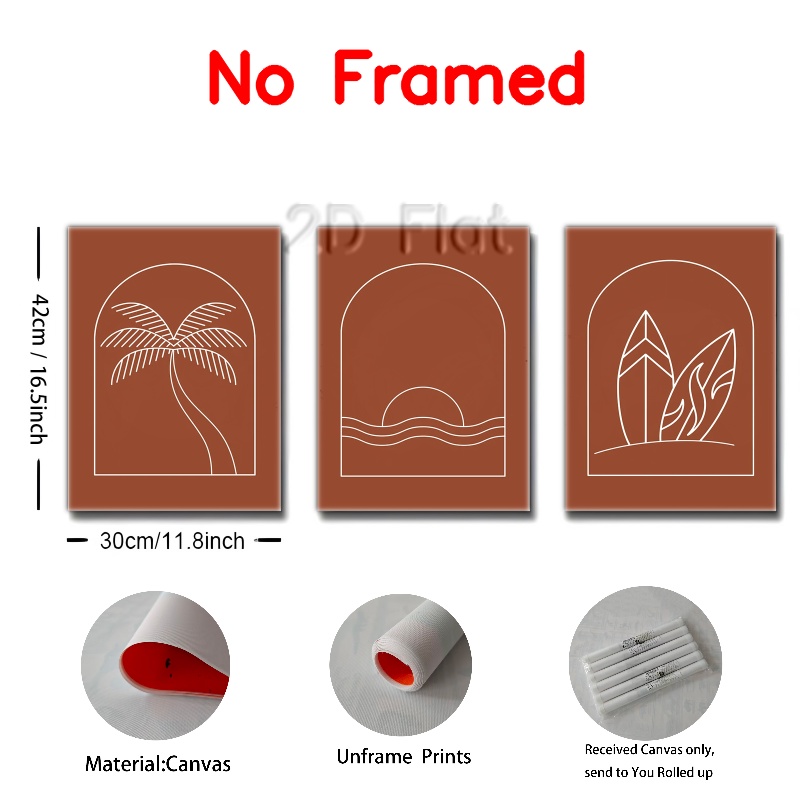 No Framed
2D Flat
42cm / 16.5inch
30cm/11.8inch
Material:Canvas
Unframe Prints
Received Canvas only,
send to You Rolled up